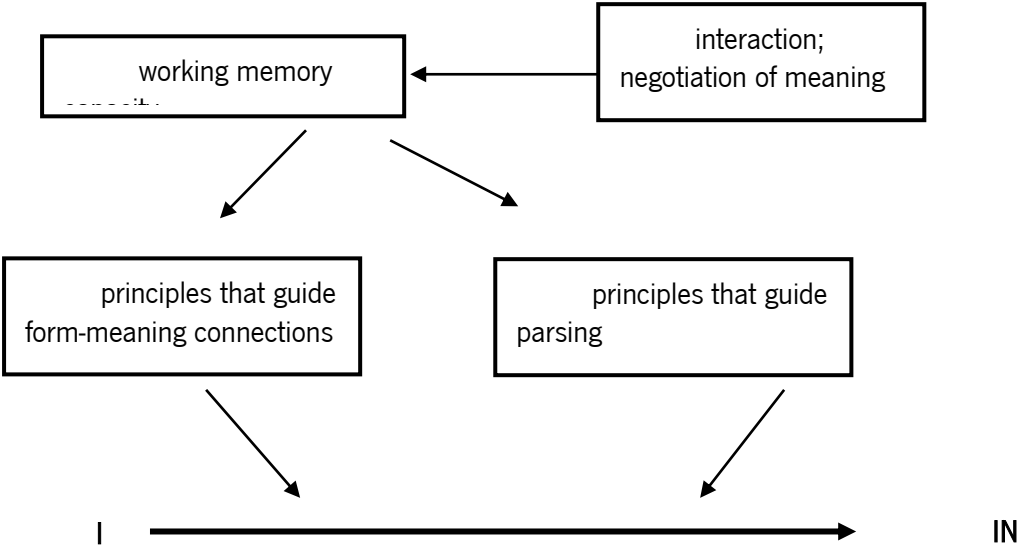 interaction;
negotiation of meaning
working memory
principles that guide
form-meaning connections
principles that guide
parsing
I
IN